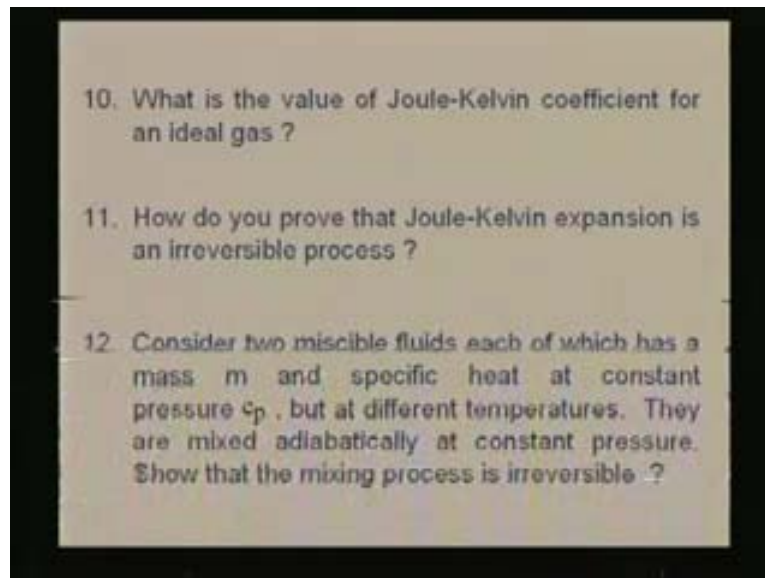 10. What is the value of Joule-Kelvin coefficient for
an ideal gas ?
11. How do you prove that Joule-Kelvin expansion is
an irreversible process ?
12. Consider two miscible fluids each of which has a
mass m and specific heat at constant
pressure cp , but at different temperatures. They
are mixed adiabatically at constant pressure.
Show that the mixing process is irreversible ?